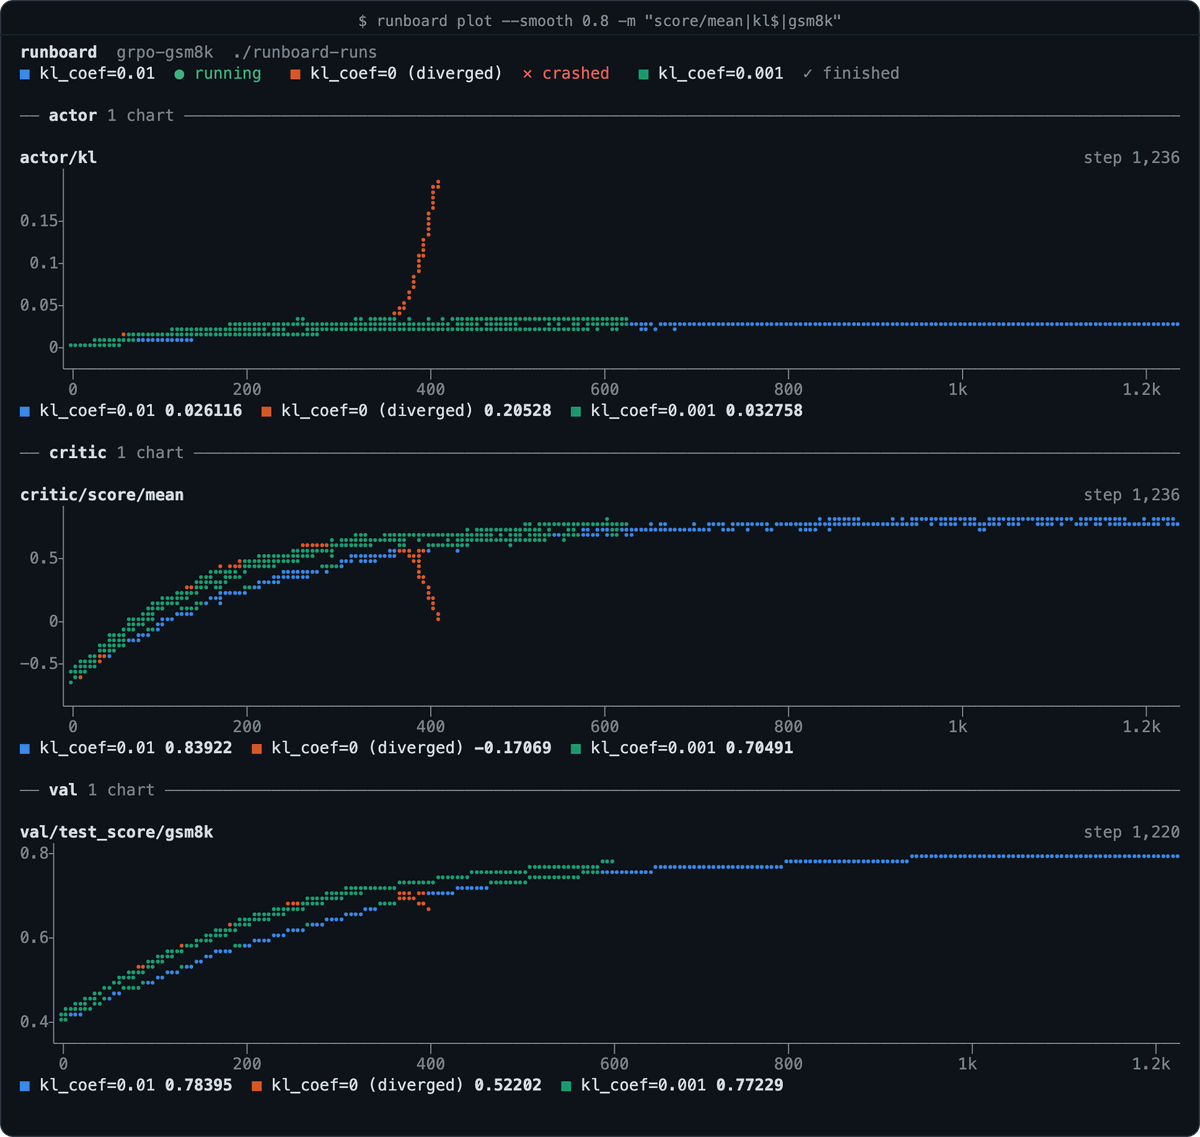 $ runboard plot --smooth 0.8 -m "score/mean|kl$|gsm8k"
runboard grpo-gsm8k ./runboard-runs
kl_coef=0.01 ● running kl_coef=0 (diverged) × crashed kl_coef=0.001 ✓ finished
actor 1 chart
actor/kl step 1,236
0.15
0.1
0.05
0
0 200 400 600 800 1k 1.2k
kl_coef=0.01 0.026116 kl_coef=0 (diverged) 0.20528 kl_coef=0.001 0.032758
critic 1 chart
critic/score/mean step 1,236
0.5
0
−0.5
0 200 400 600 800 1k 1.2k
kl_coef=0.01 0.83922 kl_coef=0 (diverged) −0.17069 kl_coef=0.001 0.70491
val 1 chart
val/test_score/gsm8k step 1,220
0.8
0.6
0.4
0 200 400 600 800 1k 1.2k
kl_coef=0.01 0.78395 kl_coef=0 (diverged) 0.52202 kl_coef=0.001 0.77229